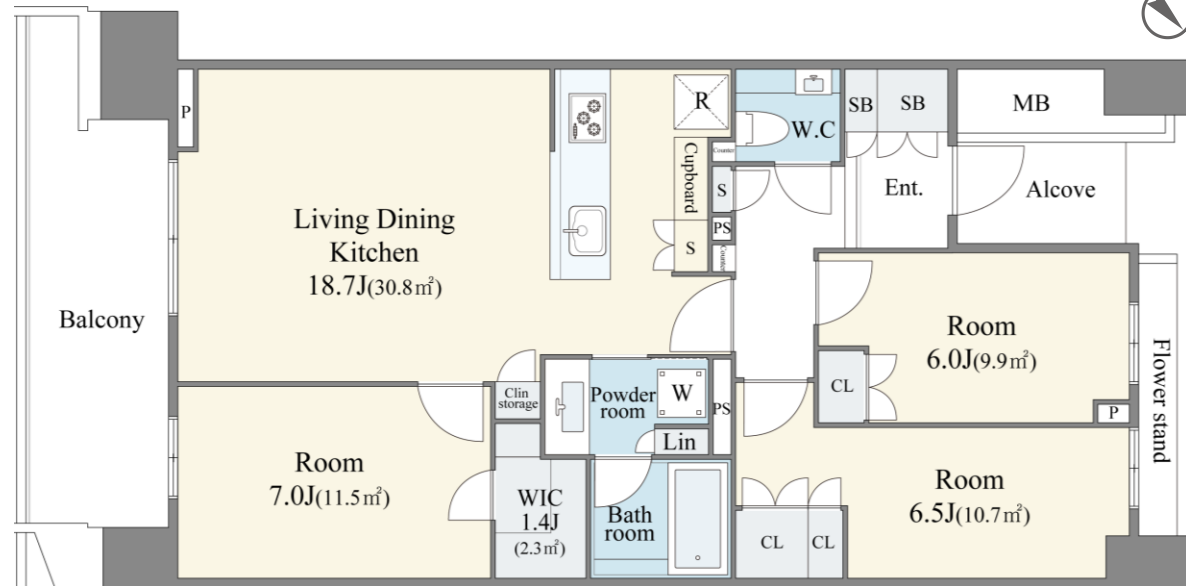 P
R
Counter
W.C
SB
SB
MB
Living Dining
Kitchen
18.7J(30.8㎡)
Cupboard
S
S
PS
Counter
Ent.
Alcove
Balcony
Room
6.0J(9.9㎡)
CL
P
Flower stand
Clin
storage
Powder
room
W
PS
Lin
Room
7.0J(11.5㎡)
WIC
1.4J
(2.3㎡)
Bath
room
Room
6.5J(10.7㎡)
CL
CL